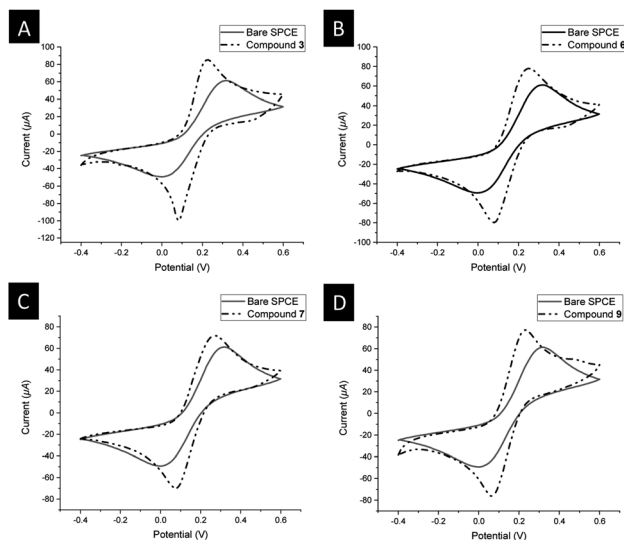 A
Bare SPCE
Compound 3
100
80
60
40
20
0
-20
-40
-60
-80
-100
-120
Current (µA)
-0.4 -0.2 0.0 0.2 0.4 0.6
Potential (V)
B
Bare SPCE
Compound 6
100
80
60
40
20
0
-20
-40
-60
-80
-100
Current (µA)
-0.4 -0.2 0.0 0.2 0.4 0.6
Potential (V)
C
Bare SPCE
Compound 7
80
60
40
20
0
-20
-40
-60
-80
Current (µA)
-0.4 -0.2 0.0 0.2 0.4 0.6
Potential (V)
D
Bare SPCE
Compound 9
80
60
40
20
0
-20
-40
-60
-80
Current (µA)
-0.4 -0.2 0.0 0.2 0.4 0.6
Potential (V)